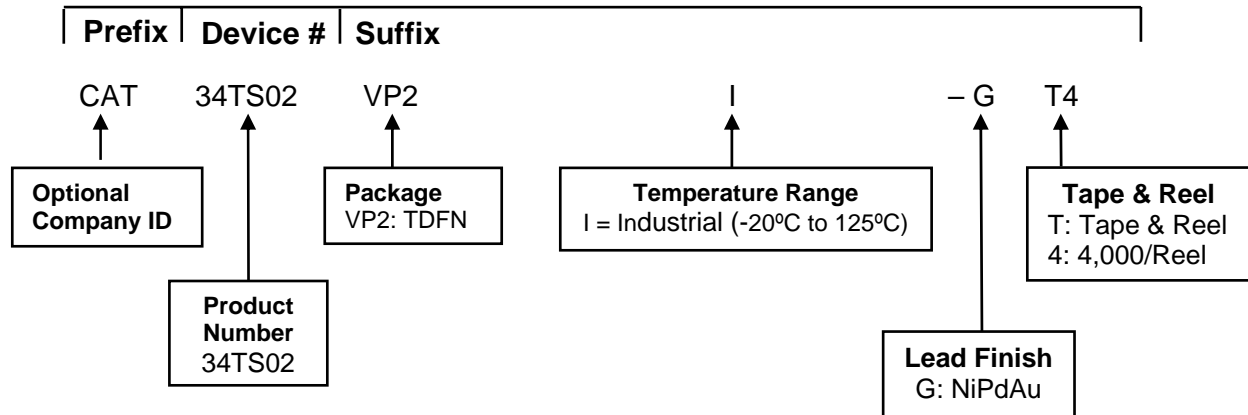 Prefix Device # Suffix
CAT 34TS02 VP2 I – G T4
Optional
Company ID
Package
VP2: TDFN
Temperature Range
I = Industrial (-20ºC to 125ºC)
Tape & Reel
T: Tape & Reel
4: 4,000/Reel
Product
Number
34TS02
Lead Finish
G: NiPdAu